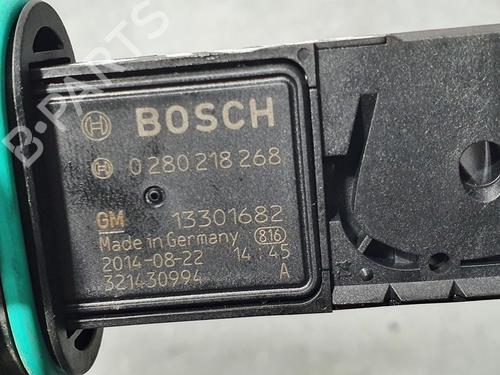 B-PARTS
BOSCH
0 280 218 268
GM 13301682
Made in Germany 816
2014-08-22 14:45
321430994 A